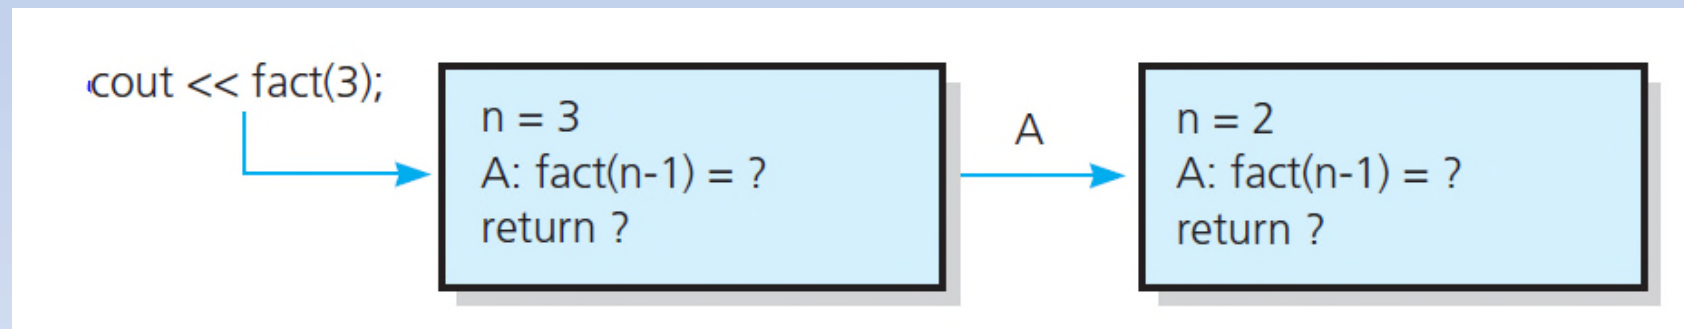 cout << fact(3);
n = 3
A: fact(n-1) = ?
return ?
A
n = 2
A: fact(n-1) = ?
return ?